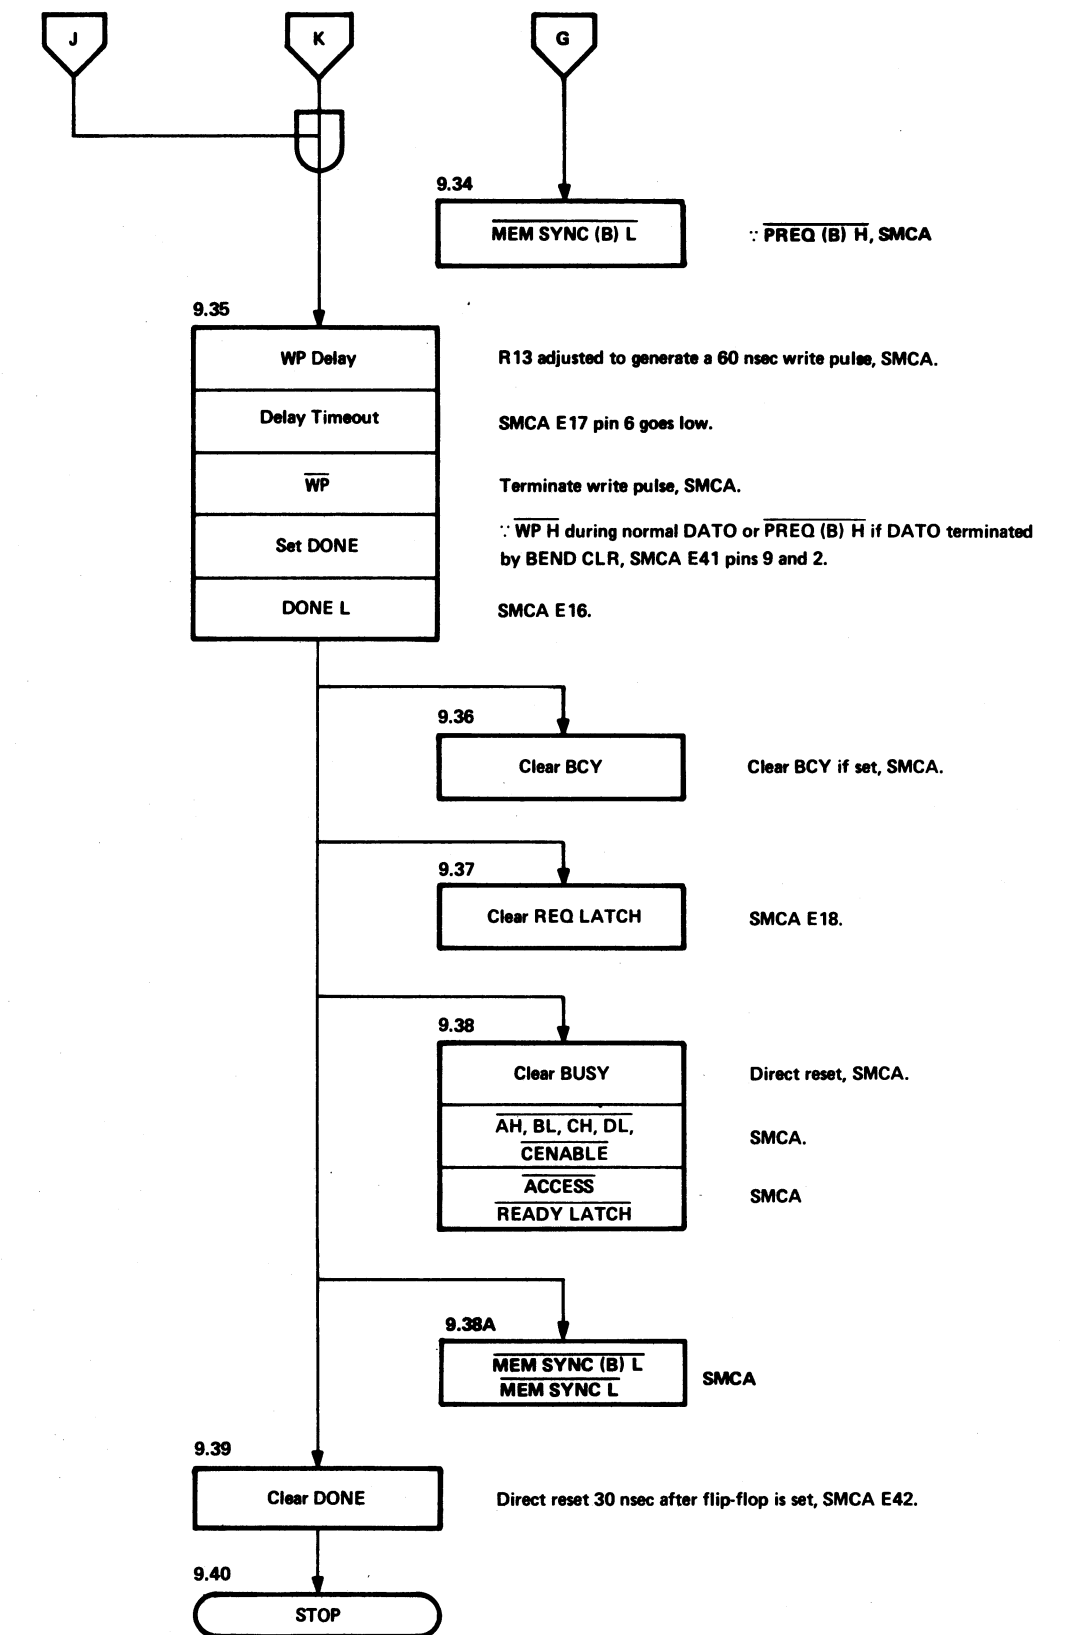 J
K
G
9.34
MEM SYNC (B) L
∵ PREQ (B) H, SMCA
9.35
WP Delay
R13 adjusted to generate a 60 nsec write pulse, SMCA.
Delay Timeout
SMCA E17 pin 6 goes low.
WP
Terminate write pulse, SMCA.
Set DONE
∵ WP H during normal DATO or PREQ (B) H if DATO terminated
by BEND CLR, SMCA E41 pins 9 and 2.
DONE L
SMCA E16.
9.36
Clear BCY
Clear BCY if set, SMCA.
9.37
Clear REQ LATCH
SMCA E18.
9.38
Clear BUSY
Direct reset, SMCA.
AH, BL, CH, DL,
CENABLE
SMCA.
ACCESS
READY LATCH
SMCA
9.38A
MEM SYNC (B) L
MEM SYNC L
SMCA
9.39
Clear DONE
Direct reset 30 nsec after flip-flop is set, SMCA E42.
9.40
STOP